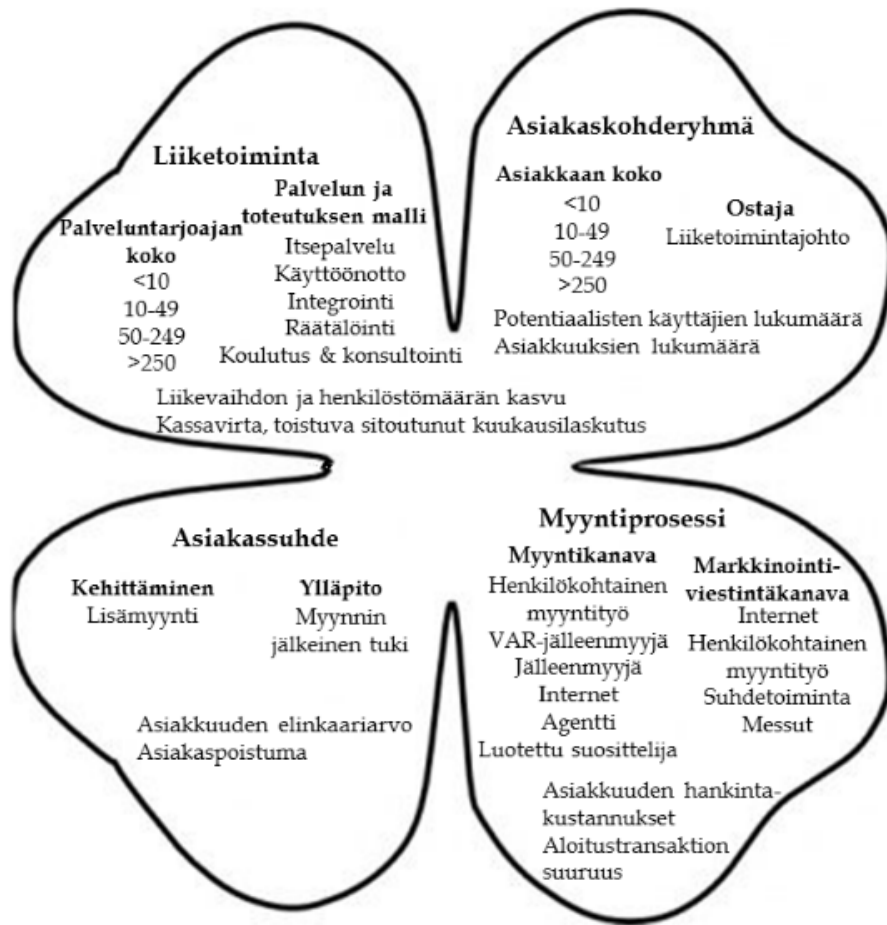 Liiketoiminta
Palveluntarjoajan
koko
<10
10-49
50-249
>250
Palvelun ja
toteutuksen malli
Itsepalvelu
Käyttöönotto
Integrointi
Räätälöinti
Koulutus & konsultointi
Liikevaihdon ja henkilöstömäärän kasvu
Kassavirta, toistuva sitoutunut kuukausilaskutus
Asiakaskohderyhmä
Asiakkaan koko
<10
10-49
50-249
>250
Ostaja
Liiketoimintajohto
Potentiaalisten käyttäjien lukumäärä
Asiakkuuksien lukumäärä
Asiakassuhde
Kehittäminen
Lisämyynti
Ylläpito
Myynnin
jälkeinen tuki
Asiakkuuden elinkaariarvo
Asiakaspoistuma
Myyntiprosessi
Myyntikanava
Henkilökohtainen
myyntityö
VAR-jälleenmyyjä
Jälleenmyyjä
Internet
Agentti
Luotettu suosittelija
Markkinointi-
viestintäkanava
Internet
Henkilökohtainen
myyntityö
Suhdetoiminta
Messut
Asiakkuuden hankinta-
kustannukset
Aloitustransaktion
suuruus